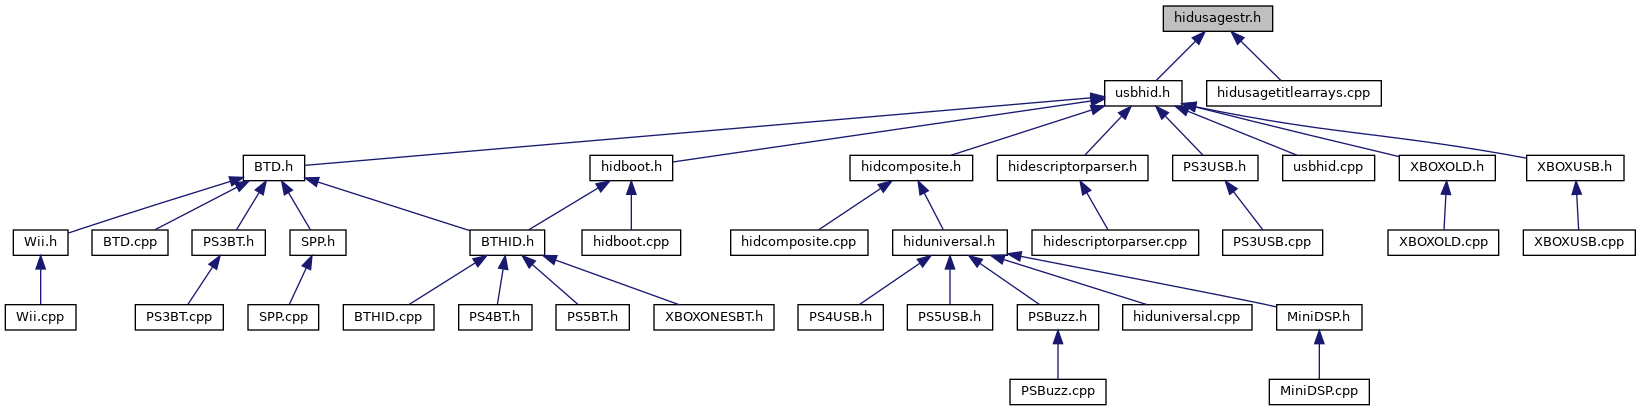 hidusagestr.h
usbhid.h
hidusagetitlearrays.cpp
BTD.h
hidboot.h
hidcomposite.h
hidescriptorparser.h
PS3USB.h
usbhid.cpp
XBOXOLD.h
XBOXUSB.h
Wii.h
BTD.cpp
PS3BT.h
SPP.h
BTHID.h
hidboot.cpp
hidcomposite.cpp
hiduniversal.h
hidescriptorparser.cpp
PS3USB.cpp
XBOXOLD.cpp
XBOXUSB.cpp
Wii.cpp
PS3BT.cpp
SPP.cpp
BTHID.cpp
PS4BT.h
PS5BT.h
XBOXONESBT.h
PS4USB.h
PS5USB.h
PSBuzz.h
hiduniversal.cpp
MiniDSP.h
PSBuzz.cpp
MiniDSP.cpp